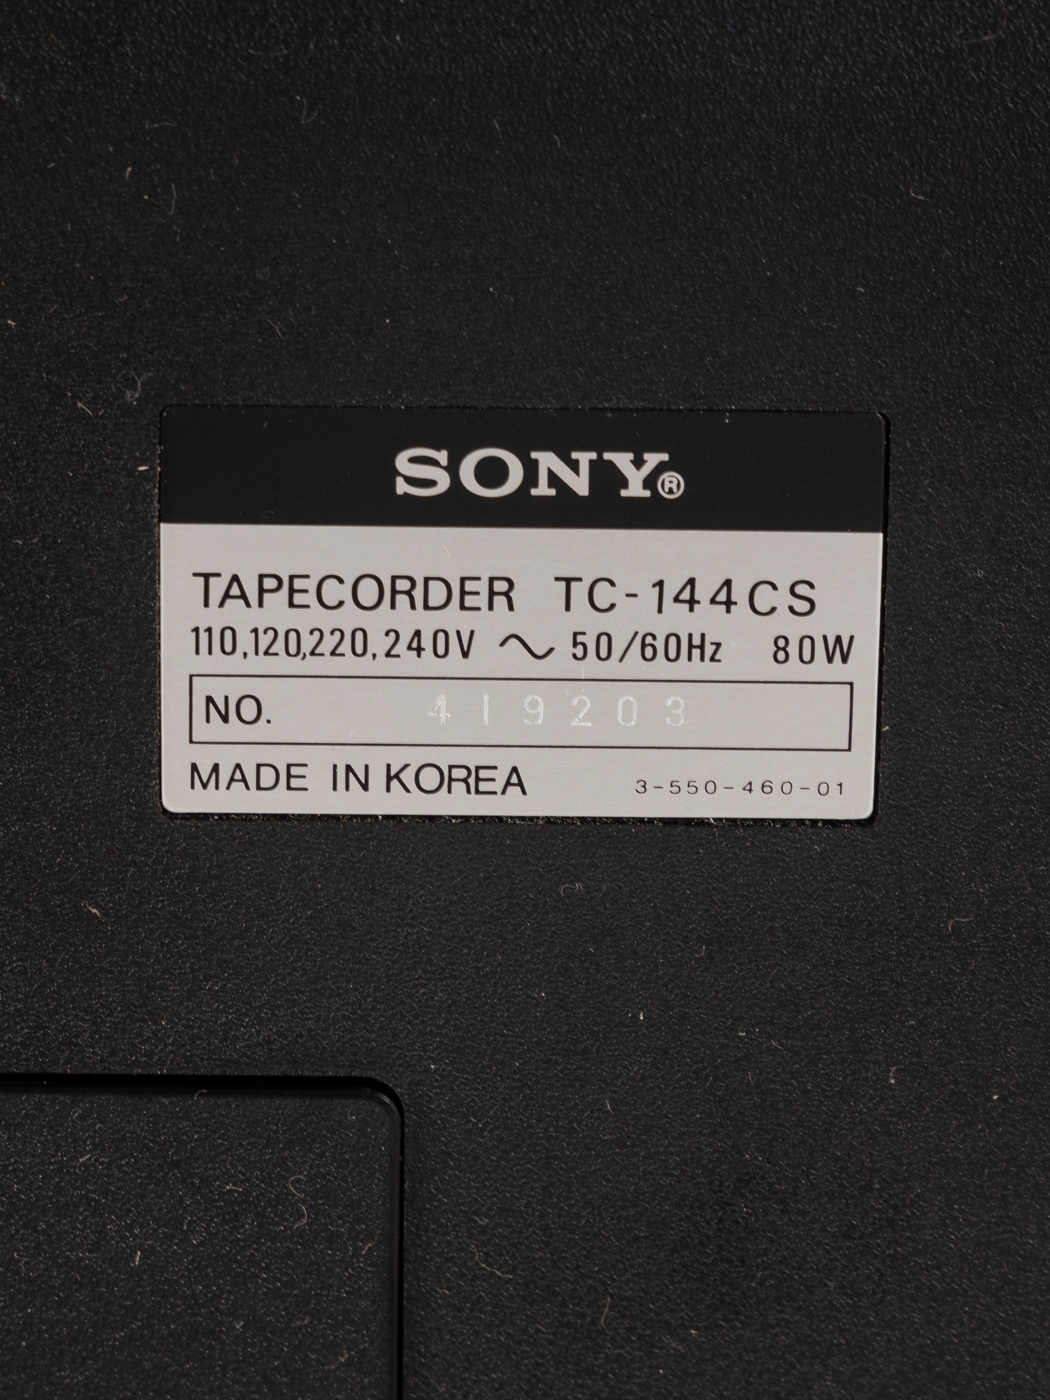 SONY®
TAPECORDER TC-144CS
110,120,220,240V ~ 50/60Hz 80W
NO. 419203
MADE IN KOREA 3-550-460-01